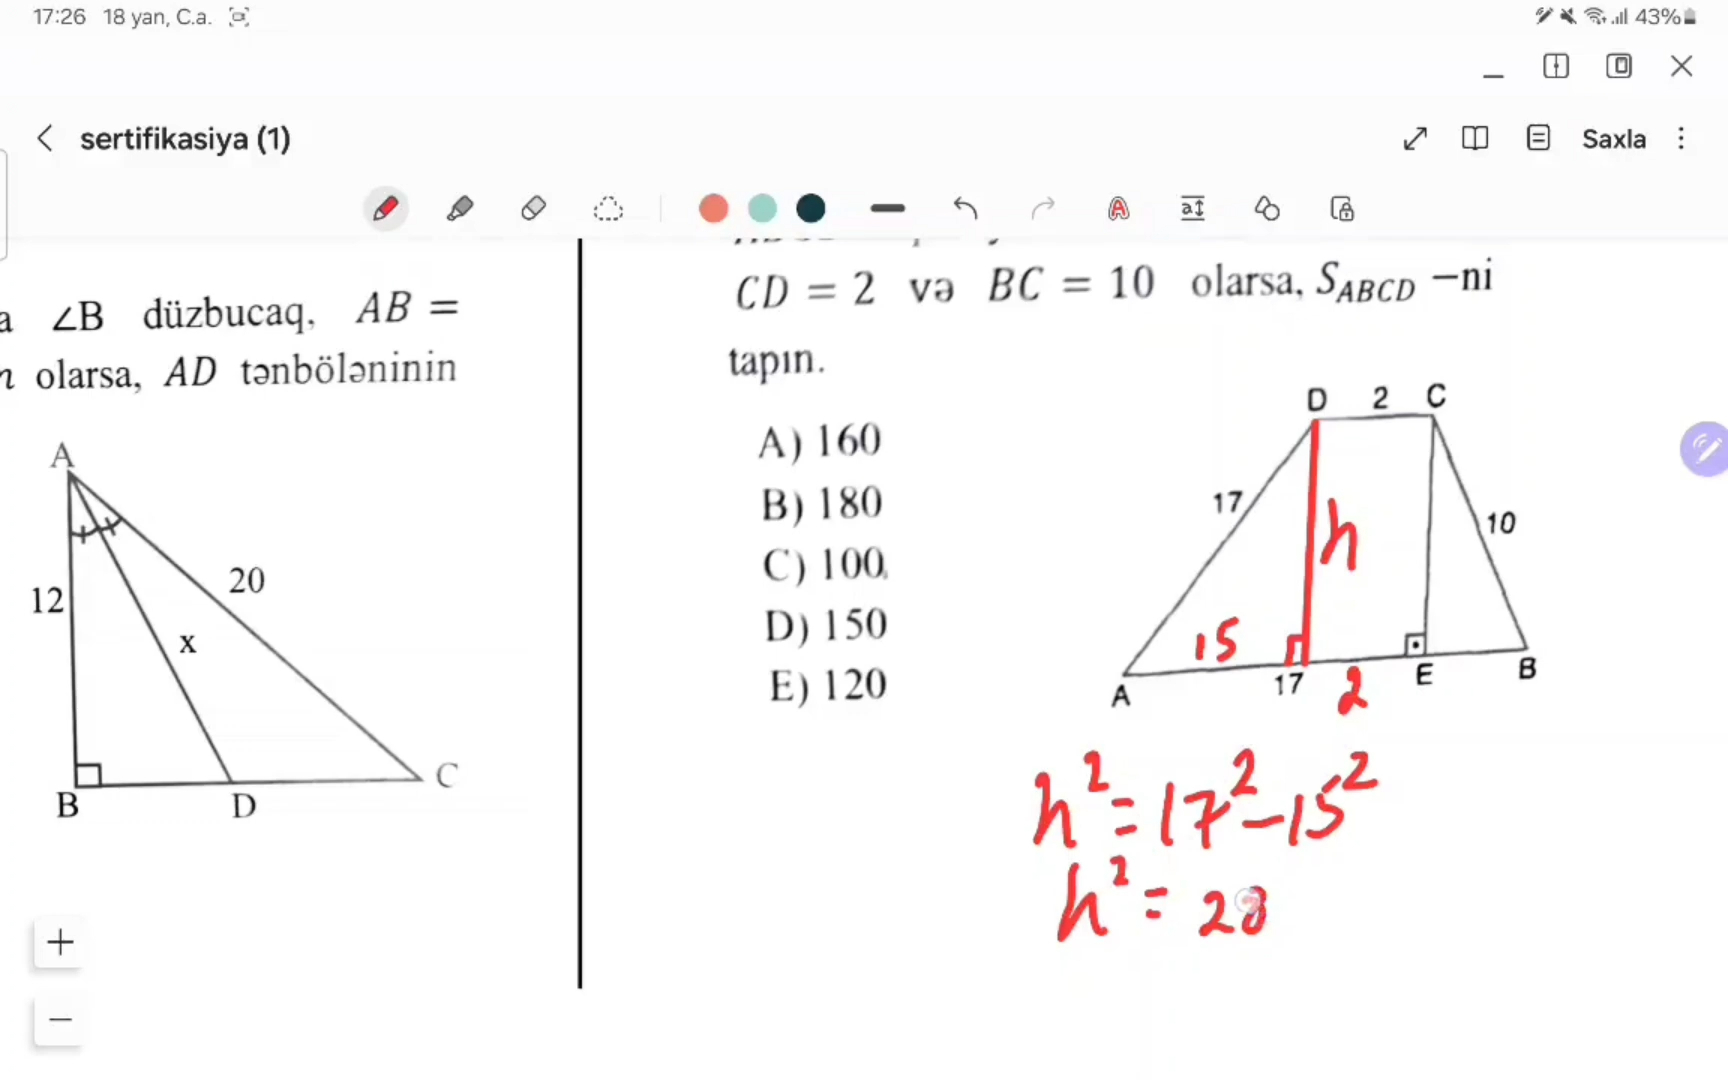 17:26 18 yan, C.a.
43%
sertifikasiya (1)
Saxla
∠B düzbucaq, AB =
olarsa, AD tənböləninin
A
12
20
x
B
D
C
CD = 2 və BC = 10 olarsa, S_ABCD –ni
tapın.
A) 160
B) 180
C) 100
D) 150
E) 120
D 2 C
17
h
10
15
A
17
2
E
B
h² = 17² – 15²
h² = 28